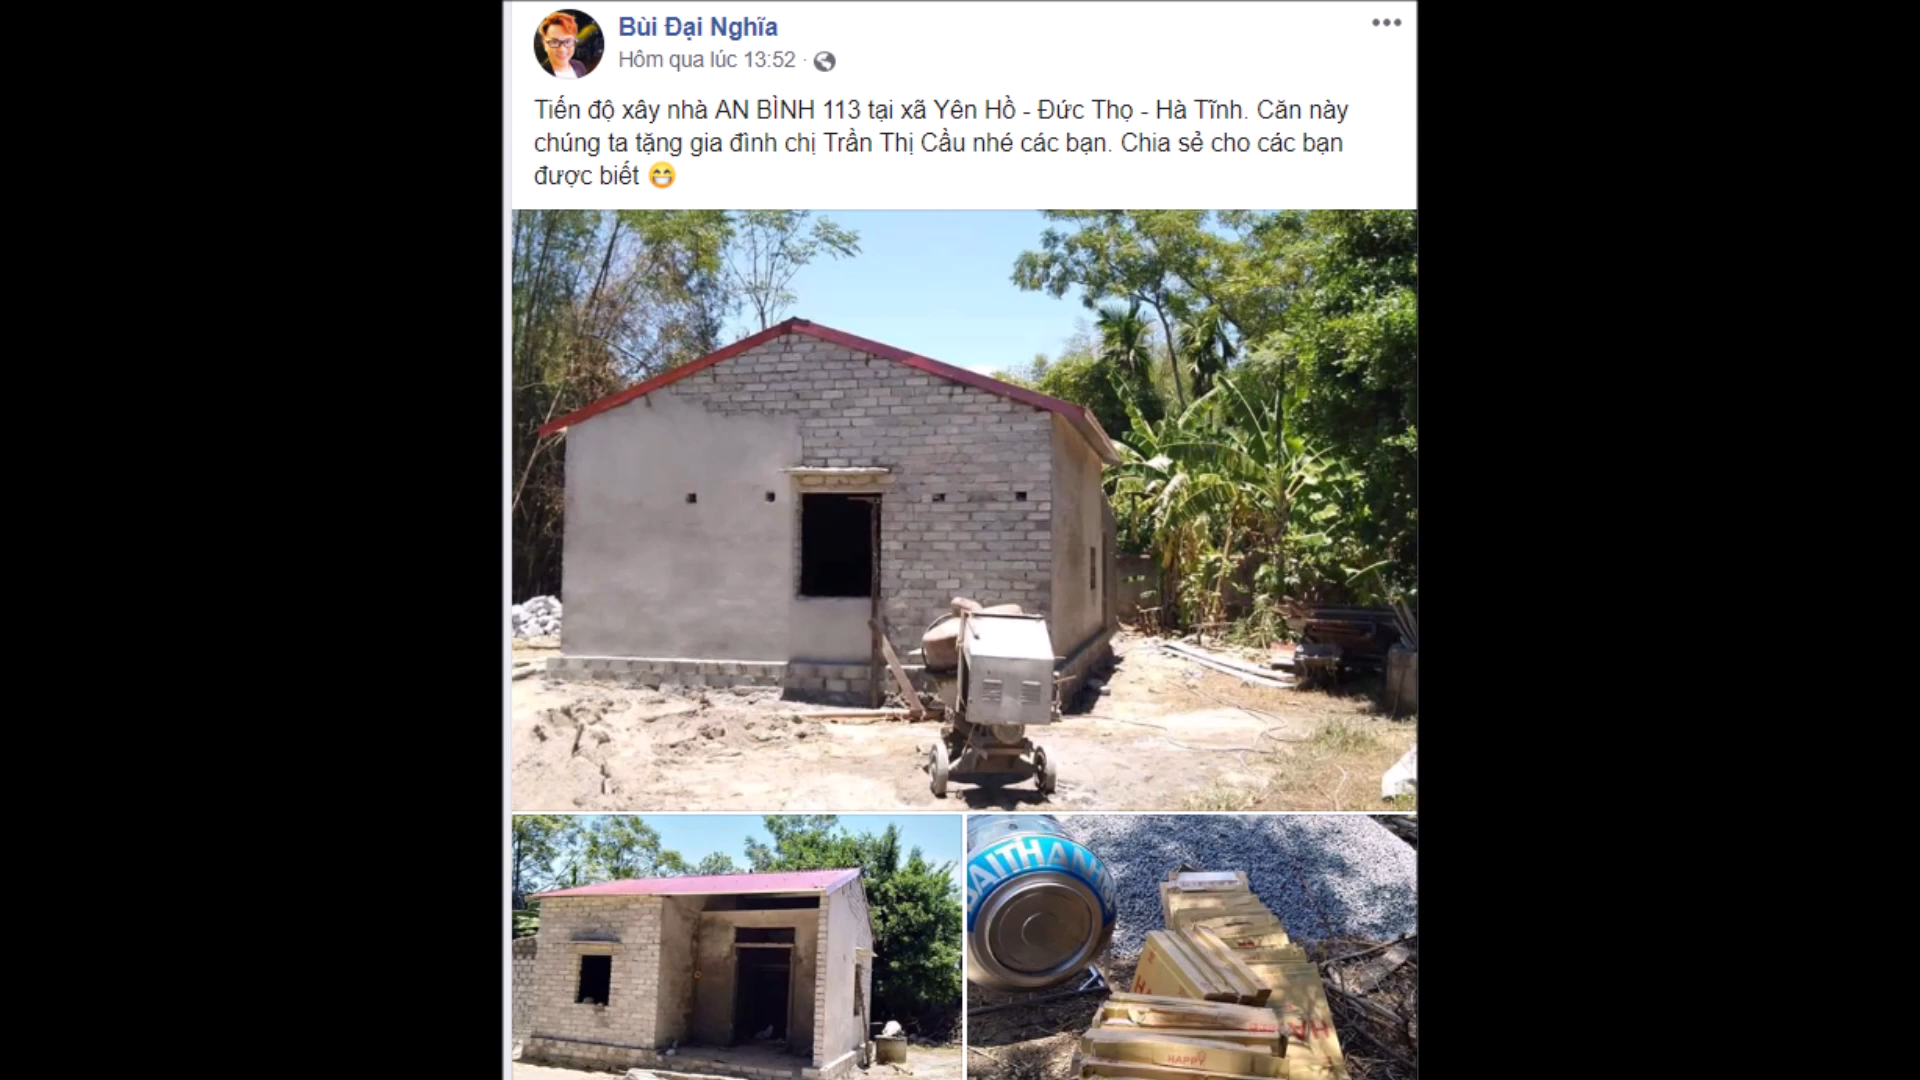 Bùi Đại Nghĩa
Hôm qua lúc 13:52 ·
Tiến độ xây nhà AN BÌNH 113 tại xã Yên Hồ - Đức Thọ - Hà Tĩnh. Căn này
chúng ta tặng gia đình chị Trần Thị Cầu nhé các bạn. Chia sẻ cho các bạn
được biết 😁
HAPPY